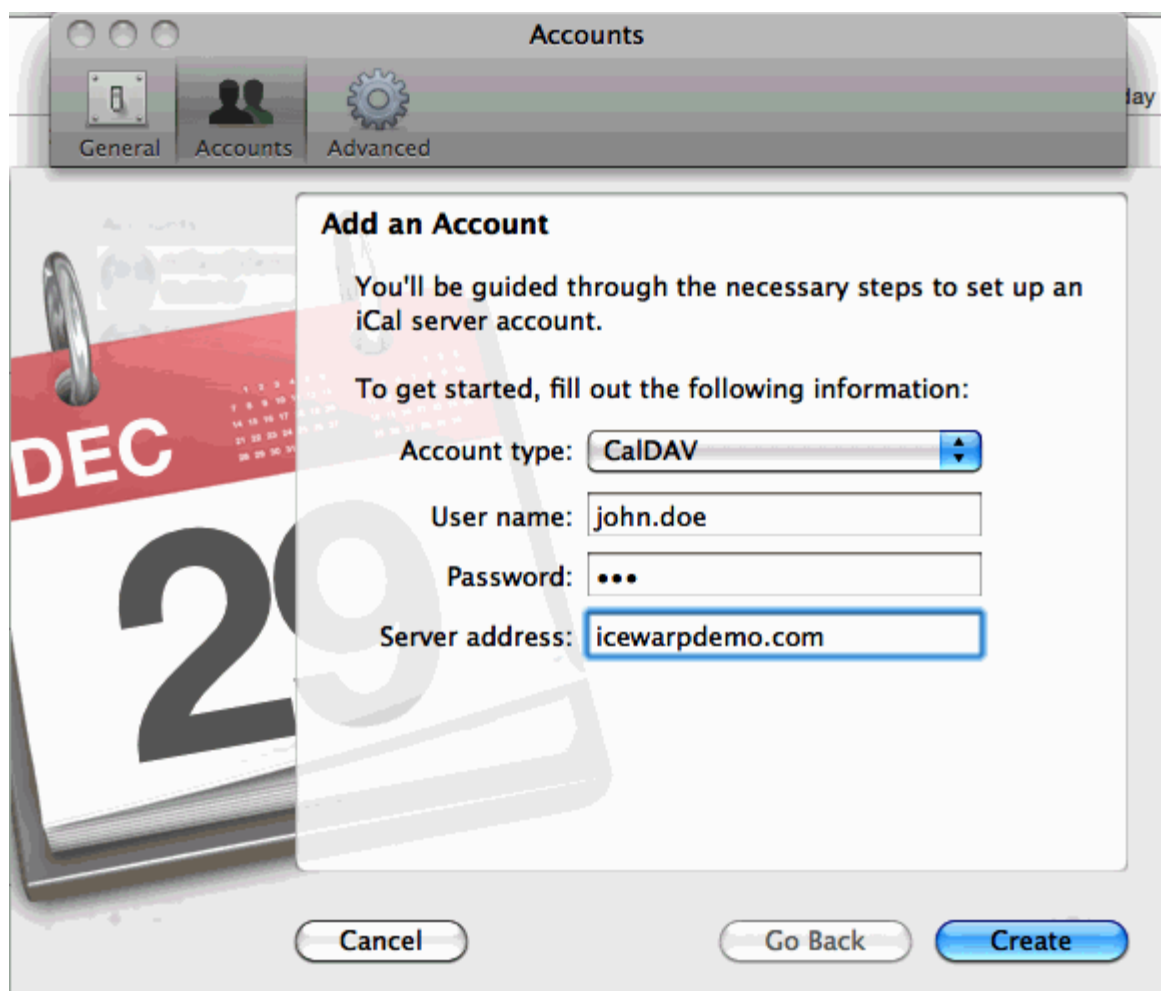 Accounts
General Accounts Advanced
day
Add an Account
You'll be guided through the necessary steps to set up an
iCal server account.
To get started, fill out the following information:
Account type: CalDAV
User name: john.doe
Password: •••
Server address: icewarpdemo.com
DEC
29
Cancel Go Back Create